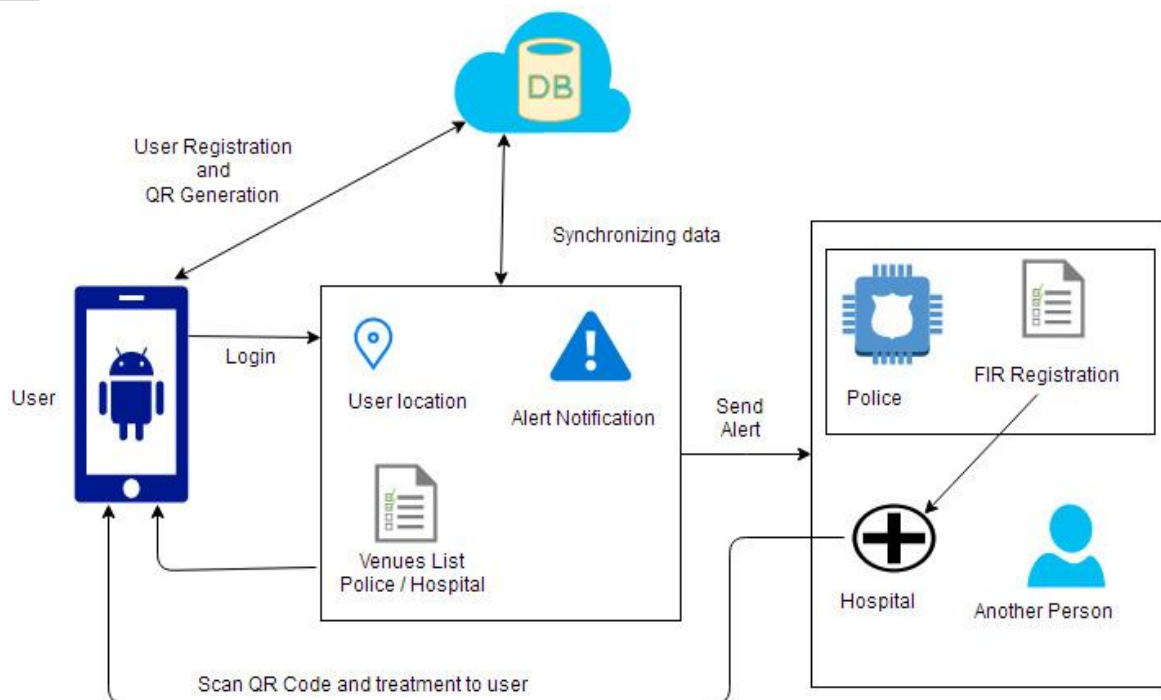 DB
User Registration
and
QR Generation
Synchronizing data
User
Login
User location
Alert Notification
Venues List
Police / Hospital
Send
Alert
Police
FIR Registration
Hospital
Another Person
Scan QR Code and treatment to user